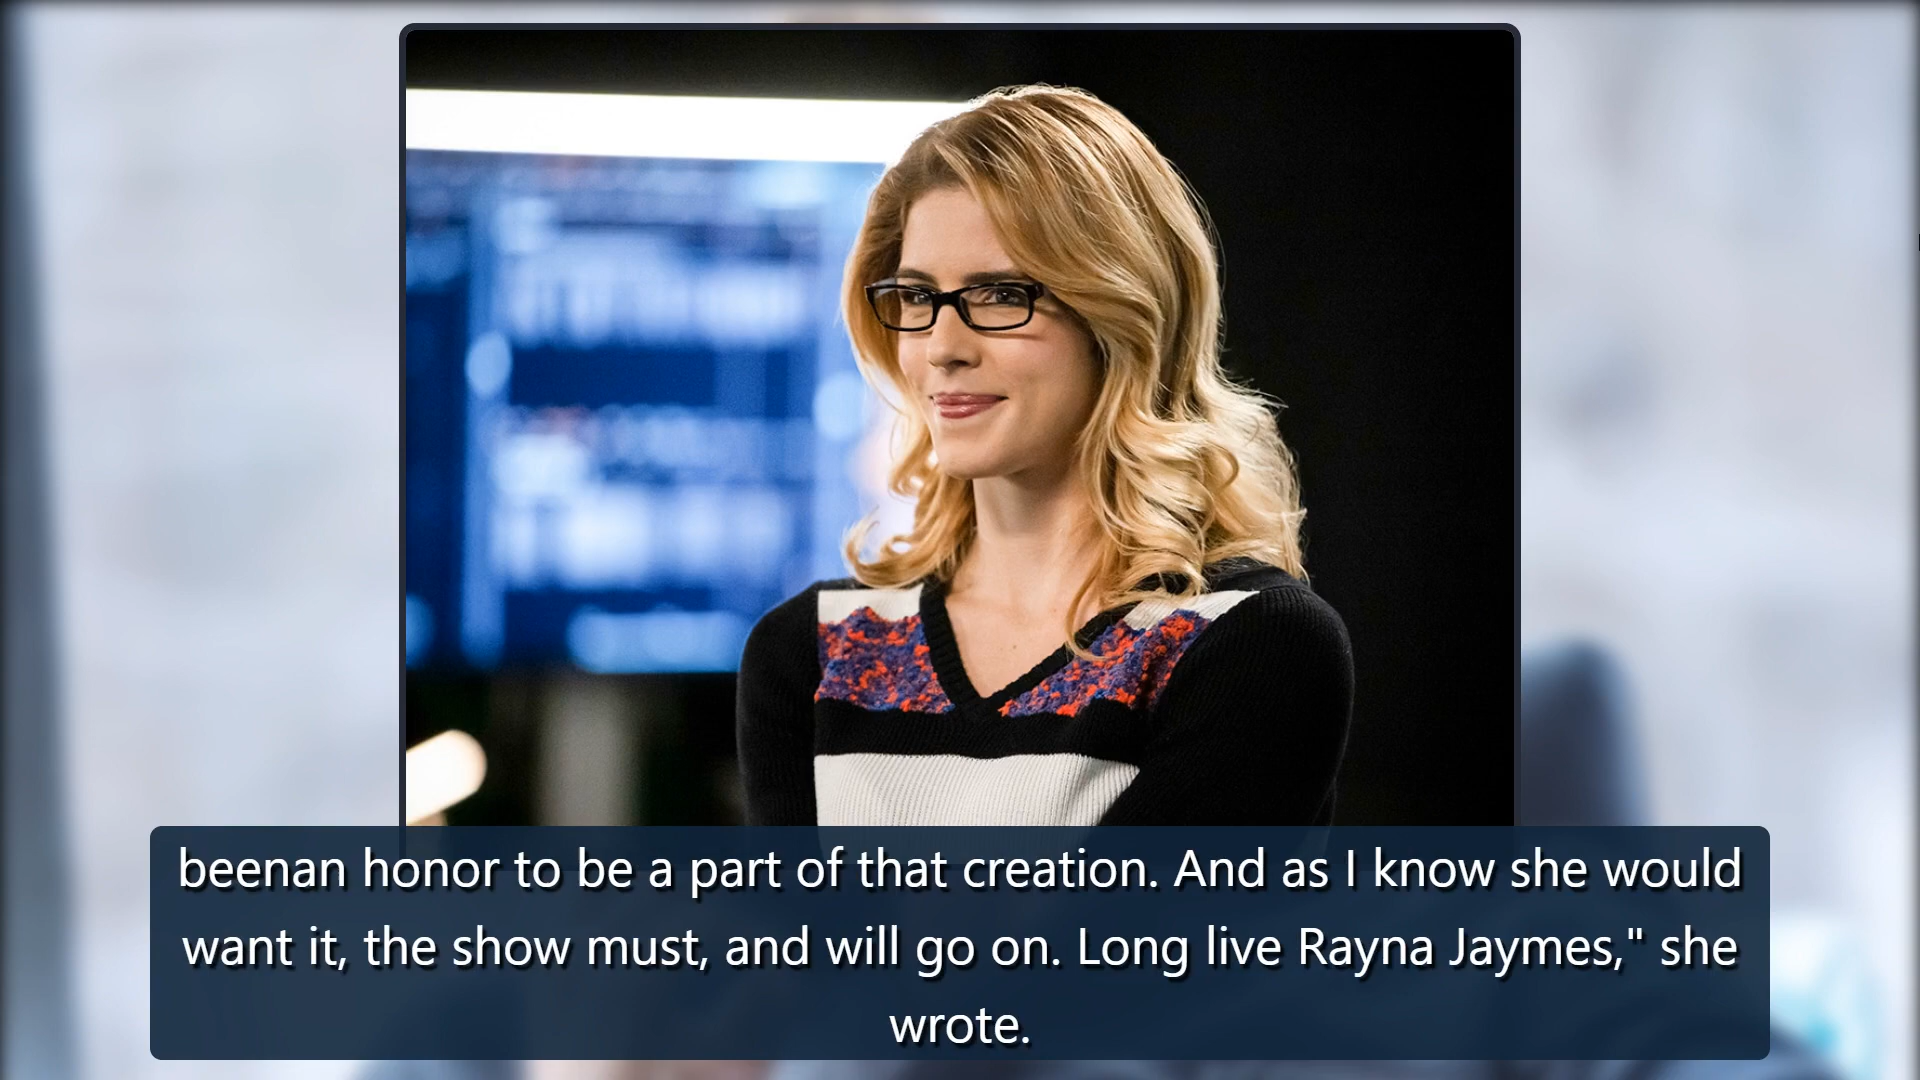 beenan honor to be a part of that creation. And as I know she would
want it, the show must, and will go on. Long live Rayna Jaymes," she
wrote.